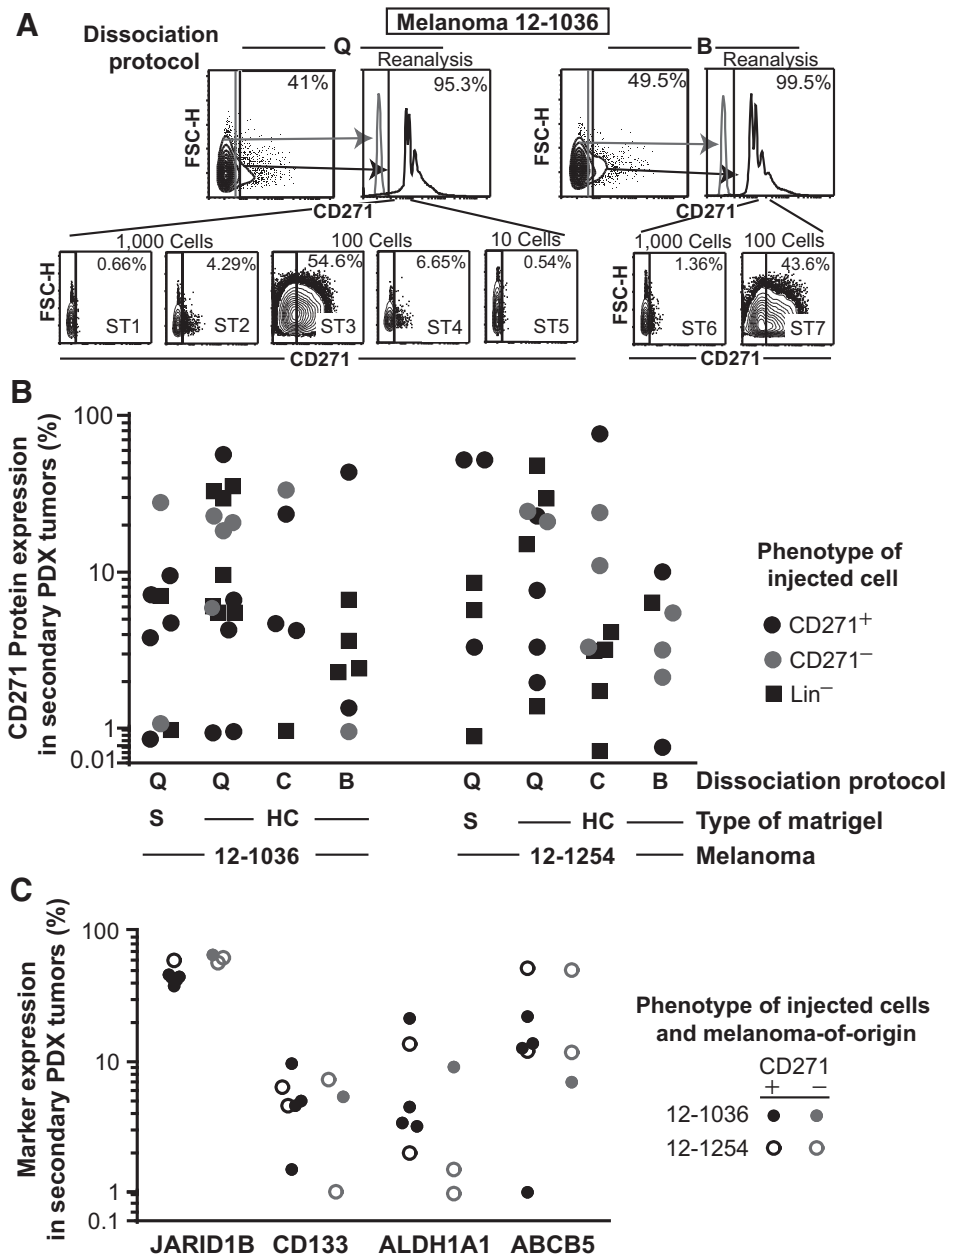 A
Melanoma 12-1036
Dissociation
protocol
Q
B
Reanalysis
Reanalysis
41%
95.3%
49.5%
99.5%
FSC-H
FSC-H
CD271
CD271
1,000 Cells
100 Cells
10 Cells
1,000 Cells
100 Cells
0.66%
4.29%
54.6%
6.65%
0.54%
1.36%
43.6%
FSC-H
FSC-H
ST1
ST2
ST3
ST4
ST5
ST6
ST7
CD271
CD271
B
CD271 Protein expression
in secondary PDX tumors (%)
100
10
1
0.01
Phenotype of
injected cell
CD271+
CD271–
Lin–
Q
Q
C
B
Q
Q
C
B
Dissociation protocol
S
HC
S
HC
Type of matrigel
12-1036
12-1254
Melanoma
C
Marker expression
in secondary PDX tumors (%)
100
10
1
0.1
Phenotype of injected cells
and melanoma-of-origin
CD271
+ –
12-1036
12-1254
JARID1B
CD133
ALDH1A1
ABCB5